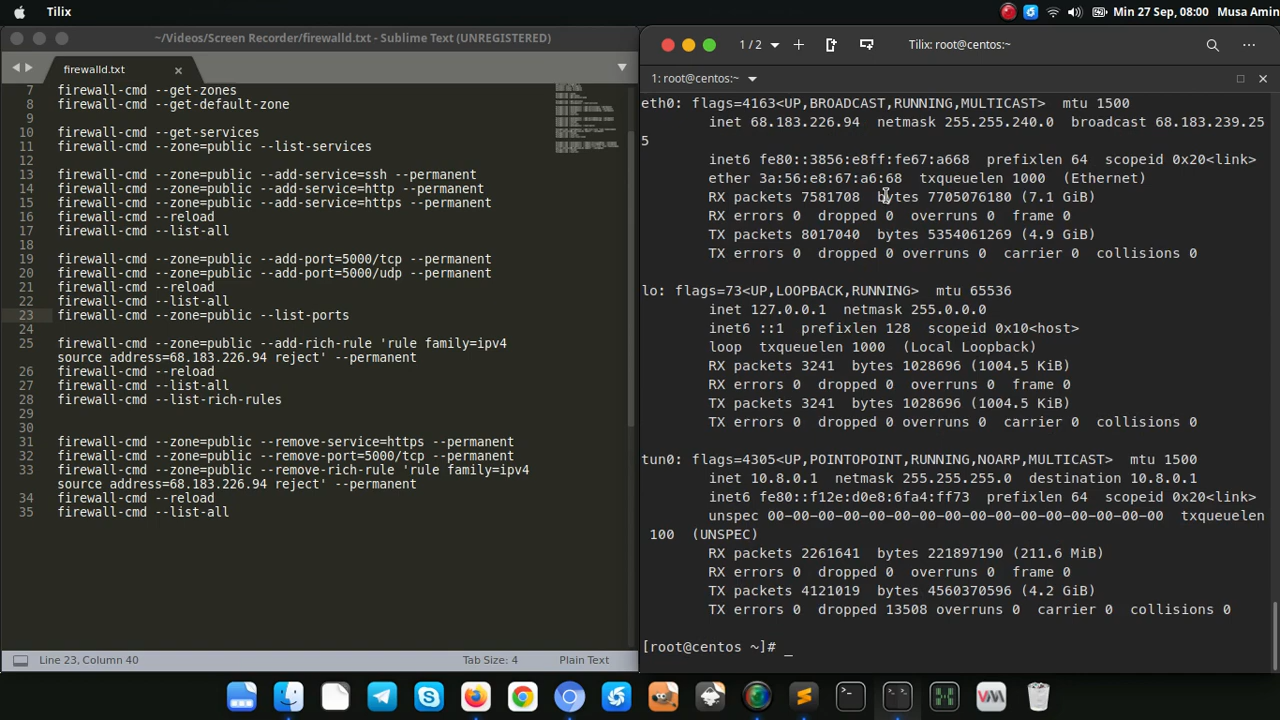 Tilix
Min 27 Sep, 08:00
Musa Amin
~/Videos/Screen Recorder/firewalld.txt - Sublime Text (UNREGISTERED)
firewalld.txt
7 firewall-cmd --get-zones
8 firewall-cmd --get-default-zone
9
10 firewall-cmd --get-services
11 firewall-cmd --zone=public --list-services
12
13 firewall-cmd --zone=public --add-service=ssh --permanent
14 firewall-cmd --zone=public --add-service=http --permanent
15 firewall-cmd --zone=public --add-service=https --permanent
16 firewall-cmd --reload
17 firewall-cmd --list-all
18
19 firewall-cmd --zone=public --add-port=5000/tcp --permanent
20 firewall-cmd --zone=public --add-port=5000/udp --permanent
21 firewall-cmd --reload
22 firewall-cmd --list-all
23 firewall-cmd --zone=public --list-ports
24
25 firewall-cmd --zone=public --add-rich-rule 'rule family=ipv4
source address=68.183.226.94 reject' --permanent
26 firewall-cmd --reload
27 firewall-cmd --list-all
28 firewall-cmd --list-rich-rules
29
30
31 firewall-cmd --zone=public --remove-service=https --permanent
32 firewall-cmd --zone=public --remove-port=5000/tcp --permanent
33 firewall-cmd --zone=public --remove-rich-rule 'rule family=ipv4
source address=68.183.226.94 reject' --permanent
34 firewall-cmd --reload
35 firewall-cmd --list-all
Line 23, Column 40
Tab Size: 4
Plain Text
1 / 2
Tilix: root@centos:~
1: root@centos:~
eth0: flags=4163<UP,BROADCAST,RUNNING,MULTICAST> mtu 1500
inet 68.183.226.94 netmask 255.255.240.0 broadcast 68.183.239.25
5
inet6 fe80::3856:e8ff:fe67:a668 prefixlen 64 scopeid 0x20<link>
ether 3a:56:e8:67:a6:68 txqueuelen 1000 (Ethernet)
RX packets 7581708 bytes 7705076180 (7.1 GiB)
RX errors 0 dropped 0 overruns 0 frame 0
TX packets 8017040 bytes 5354061269 (4.9 GiB)
TX errors 0 dropped 0 overruns 0 carrier 0 collisions 0
lo: flags=73<UP,LOOPBACK,RUNNING> mtu 65536
inet 127.0.0.1 netmask 255.0.0.0
inet6 ::1 prefixlen 128 scopeid 0x10<host>
loop txqueuelen 1000 (Local Loopback)
RX packets 3241 bytes 1028696 (1004.5 KiB)
RX errors 0 dropped 0 overruns 0 frame 0
TX packets 3241 bytes 1028696 (1004.5 KiB)
TX errors 0 dropped 0 overruns 0 carrier 0 collisions 0
tun0: flags=4305<UP,POINTOPOINT,RUNNING,NOARP,MULTICAST> mtu 1500
inet 10.8.0.1 netmask 255.255.255.0 destination 10.8.0.1
inet6 fe80::f12e:d0e8:6fa4:ff73 prefixlen 64 scopeid 0x20<link>
unspec 00-00-00-00-00-00-00-00-00-00-00-00-00-00-00-00 txqueuelen
100 (UNSPEC)
RX packets 2261641 bytes 221897190 (211.6 MiB)
RX errors 0 dropped 0 overruns 0 frame 0
TX packets 4121019 bytes 4560370596 (4.2 GiB)
TX errors 0 dropped 13508 overruns 0 carrier 0 collisions 0
[root@centos ~]# _